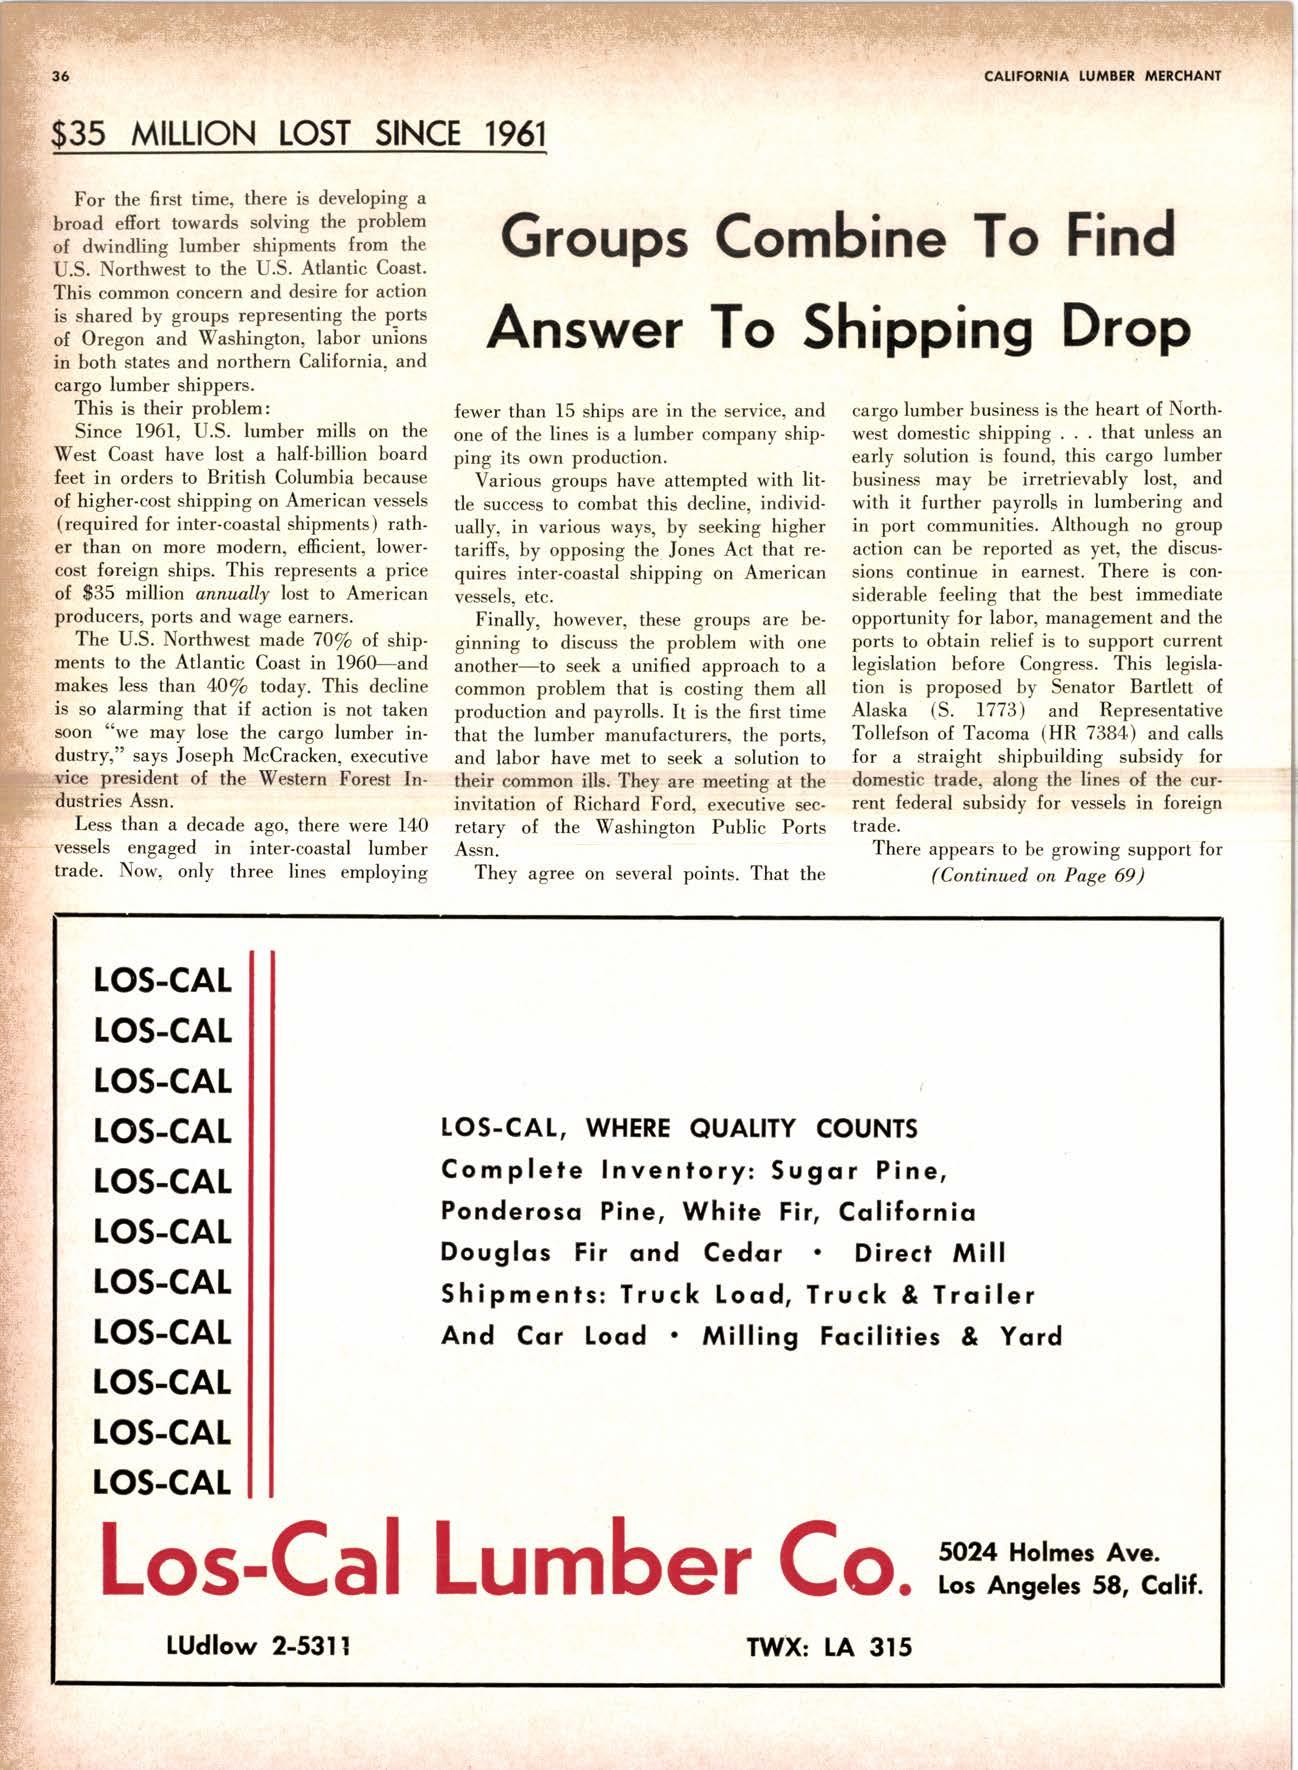 36
CALIFORNIA LUMBER MERCHANT
$35 MILLION LOST SINCE 1961
Groups Combine To Find
Answer To Shipping Drop
For the first time, there is developing a
broad effort towards solving the problem
of dwindling lumber shipments from the
U.S. Northwest to the U.S. Atlantic Coast.
This common concern and desire for action
is shared by groups representing the ports
of Oregon and Washington, labor unions
in both states and northern California, and
cargo lumber shippers.
This is their problem:
Since 1961, U.S. lumber mills on the
West Coast have lost a half-billion board
feet in orders to British Columbia because
of higher-cost shipping on American vessels
(required for inter-coastal shipments) rath-
er than on more modern, efficient, lower-
cost foreign ships. This represents a price
of $35 million annually lost to American
producers, ports and wage earners.
The U.S. Northwest made 70% of ship-
ments to the Atlantic Coast in 1960—and
makes less than 40% today. This decline
is so alarming that if action is not taken
soon “we may lose the cargo lumber in-
dustry,” says Joseph McCracken, executive
vice president of the Western Forest In-
dustries Assn.
Less than a decade ago, there were 140
vessels engaged in inter-coastal lumber
trade. Now, only three lines employing
fewer than 15 ships are in the service, and
one of the lines is a lumber company ship-
ping its own production.
Various groups have attempted with lit-
tle success to combat this decline, individ-
ually, in various ways, by seeking higher
tariffs, by opposing the Jones Act that re-
quires inter-coastal shipping on American
vessels, etc.
Finally, however, these groups are be-
ginning to discuss the problem with one
another—to seek a unified approach to a
common problem that is costing them all
production and payrolls. It is the first time
that the lumber manufacturers, the ports,
and labor have met to seek a solution to
their common ills. They are meeting at the
invitation of Richard Ford, executive sec-
retary of the Washington Public Ports
Assn.
They agree on several points. That the
cargo lumber business is the heart of North-
west domestic shipping . . . that unless an
early solution is found, this cargo lumber
business may be irretrievably lost, and
with it further payrolls in lumbering and
in port communities. Although no group
action can be reported as yet, the discus-
sions continue in earnest. There is con-
siderable feeling that the best immediate
opportunity for labor, management and the
ports to obtain relief is to support current
legislation before Congress. This legisla-
tion is proposed by Senator Bartlett of
Alaska (S. 1773) and Representative
Tollefson of Tacoma (HR 7384) and calls
for a straight shipbuilding subsidy for
domestic trade, along the lines of the cur-
rent federal subsidy for vessels in foreign
trade.
There appears to be growing support for
(Continued on Page 69)
LOS-CAL
LOS-CAL
LOS-CAL
LOS-CAL
LOS-CAL
LOS-CAL
LOS-CAL
LOS-CAL
LOS-CAL
LOS-CAL
LOS-CAL
LOS-CAL, WHERE QUALITY COUNTS
Complete Inventory: Sugar Pine,
Ponderosa Pine, White Fir, California
Douglas Fir and Cedar • Direct Mill
Shipments: Truck Load, Truck & Trailer
And Car Load • Milling Facilities & Yard
Los-Cal Lumber Co.
5024 Holmes Ave.
Los Angeles 58, Calif.
LUdlow 2-5311
TWX: LA 315